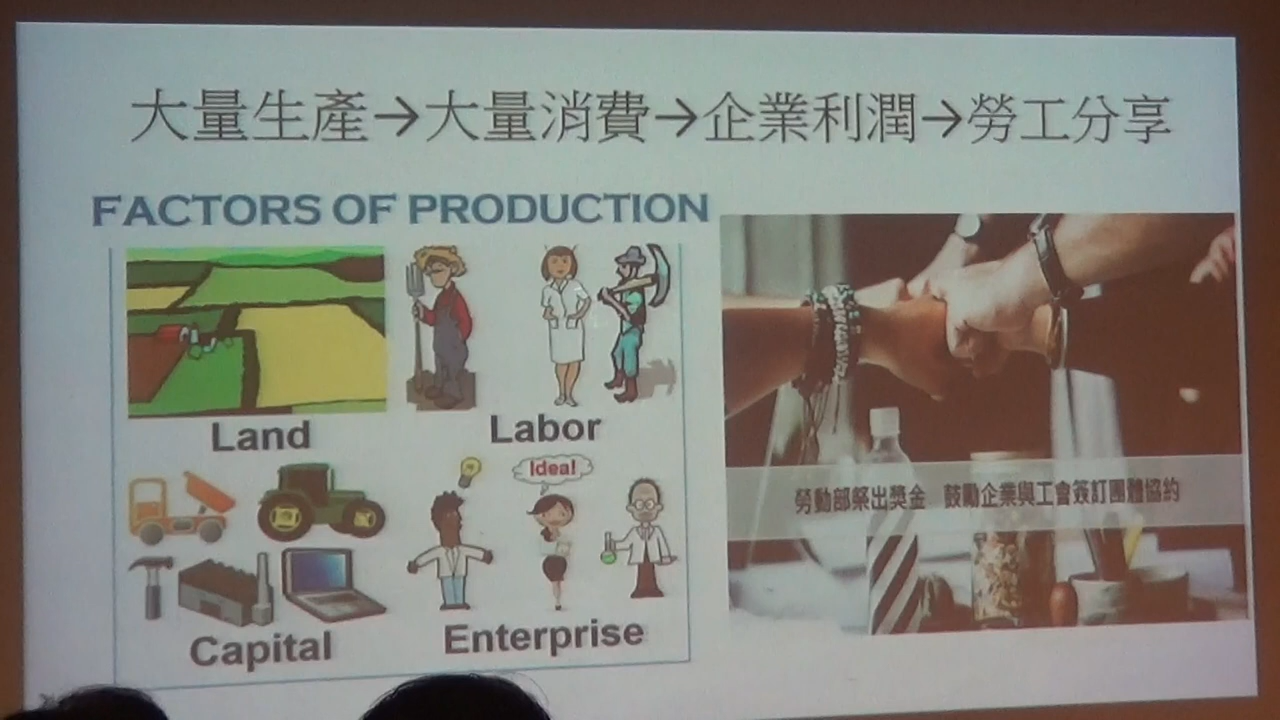 大量生產→大量消費→企業利潤→勞工分享
FACTORS OF PRODUCTION
Land
Labor
Capital
Idea!
Enterprise
勞動部祭出獎金 鼓勵企業與工會簽訂團體協約